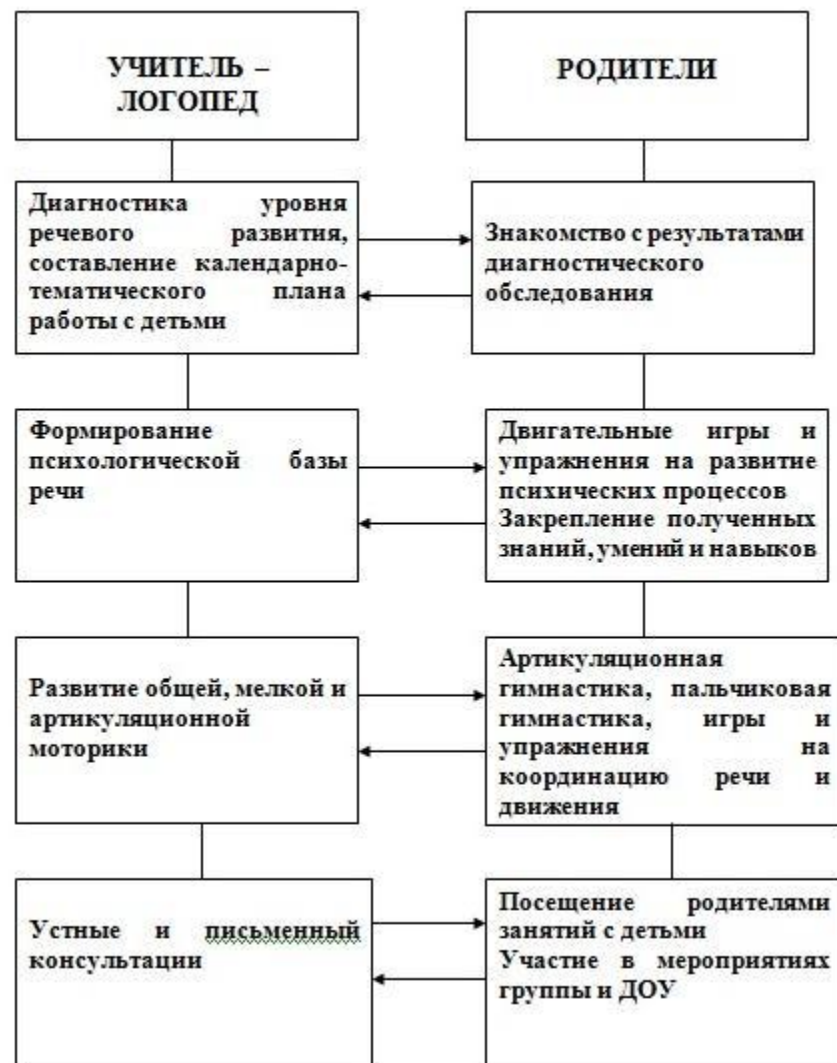 УЧИТЕЛЬ –
ЛОГОПЕД
РОДИТЕЛИ
Диагностика уровня
речевого развития,
составление календарно-
тематического плана
работы с детьми
Знакомство с результатами
диагностического
обследования
Формирование
психологической базы
речи
Двигательные игры и
упражнения на развитие
психических процессов
Закрепление полученных
знаний, умений и навыков
Развитие общей, мелкой и
артикуляционной
моторики
Артикуляционная
гимнастика, пальчиковая
гимнастика, игры и
упражнения на
координацию речи и
движения
Устные и письменный
консультации
Посещение родителями
занятий с детьми
Участие в мероприятиях
группы и ДОУ